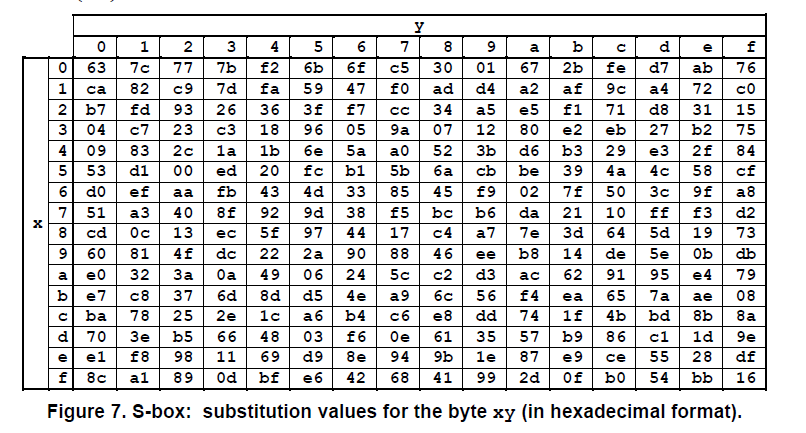 y
0 1 2 3 4 5 6 7 8 9 a b c d e f
0 63 7c 77 7b f2 6b 6f c5 30 01 67 2b fe d7 ab 76
1 ca 82 c9 7d fa 59 47 f0 ad d4 a2 af 9c a4 72 c0
2 b7 fd 93 26 36 3f f7 cc 34 a5 e5 f1 71 d8 31 15
3 04 c7 23 c3 18 96 05 9a 07 12 80 e2 eb 27 b2 75
4 09 83 2c 1a 1b 6e 5a a0 52 3b d6 b3 29 e3 2f 84
5 53 d1 00 ed 20 fc b1 5b 6a cb be 39 4a 4c 58 cf
6 d0 ef aa fb 43 4d 33 85 45 f9 02 7f 50 3c 9f a8
7 51 a3 40 8f 92 9d 38 f5 bc b6 da 21 10 ff f3 d2
x
8 cd 0c 13 ec 5f 97 44 17 c4 a7 7e 3d 64 5d 19 73
9 60 81 4f dc 22 2a 90 88 46 ee b8 14 de 5e 0b db
a e0 32 3a 0a 49 06 24 5c c2 d3 ac 62 91 95 e4 79
b e7 c8 37 6d 8d d5 4e a9 6c 56 f4 ea 65 7a ae 08
c ba 78 25 2e 1c a6 b4 c6 e8 dd 74 1f 4b bd 8b 8a
d 70 3e b5 66 48 03 f6 0e 61 35 57 b9 86 c1 1d 9e
e e1 f8 98 11 69 d9 8e 94 9b 1e 87 e9 ce 55 28 df
f 8c a1 89 0d bf e6 42 68 41 99 2d 0f b0 54 bb 16
Figure 7. S-box: substitution values for the byte xy (in hexadecimal format).